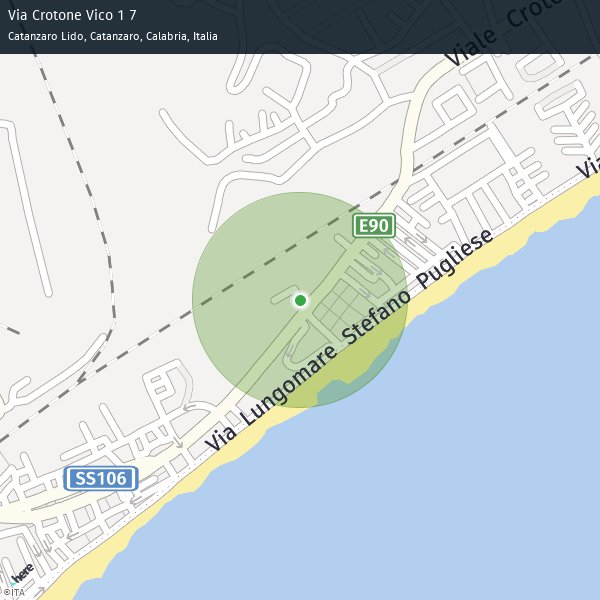 Via Crotone Vico 1 7
Catanzaro Lido, Catanzaro, Calabria, Italia
Viale Croto
Via
E90
Via Lungomare Stefano Pugliese
SS106
here
©ITA